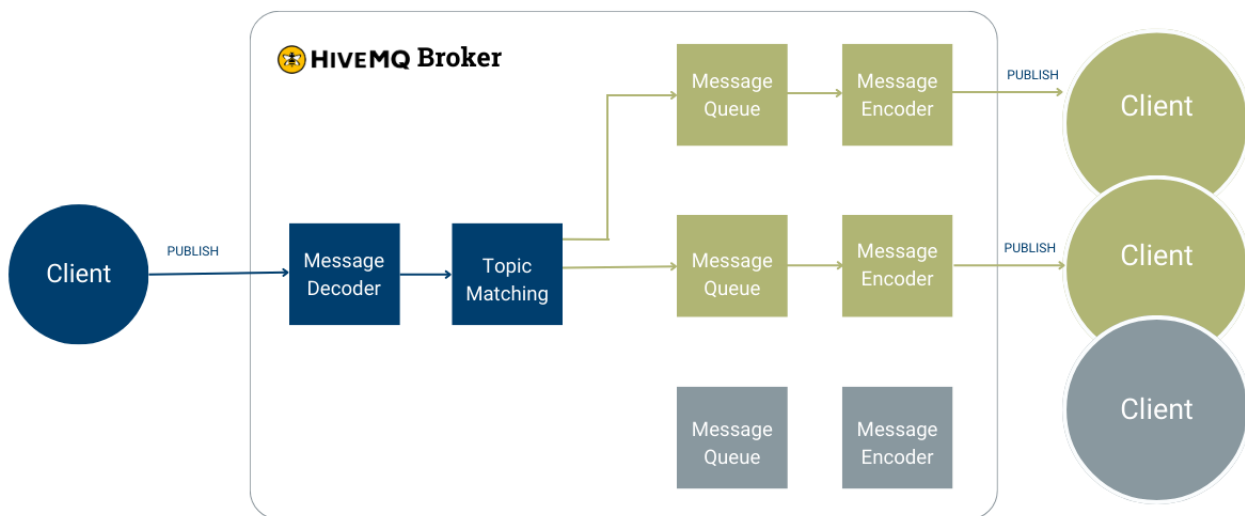 HIVEMQ Broker
Message
Queue
Message
Encoder
PUBLISH
Client
Client
PUBLISH
Message
Decoder
Topic
Matching
Message
Queue
Message
Encoder
PUBLISH
Client
Message
Queue
Message
Encoder
Client